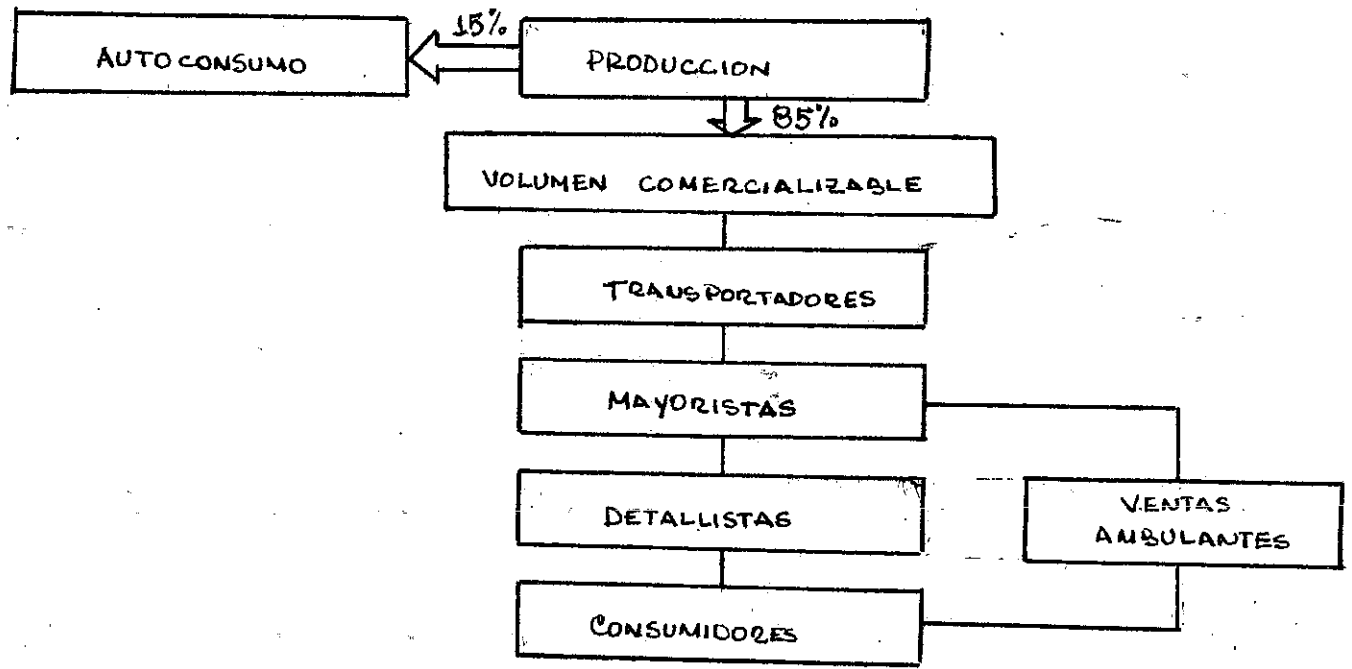 15%
AUTOCONSUMO
PRODUCCION
85%
VOLUMEN COMERCIALIZABLE
TRANSPORTADORES
MAYORISTAS
DETALLISTAS
VENTAS
AMBULANTES
CONSUMIDORES